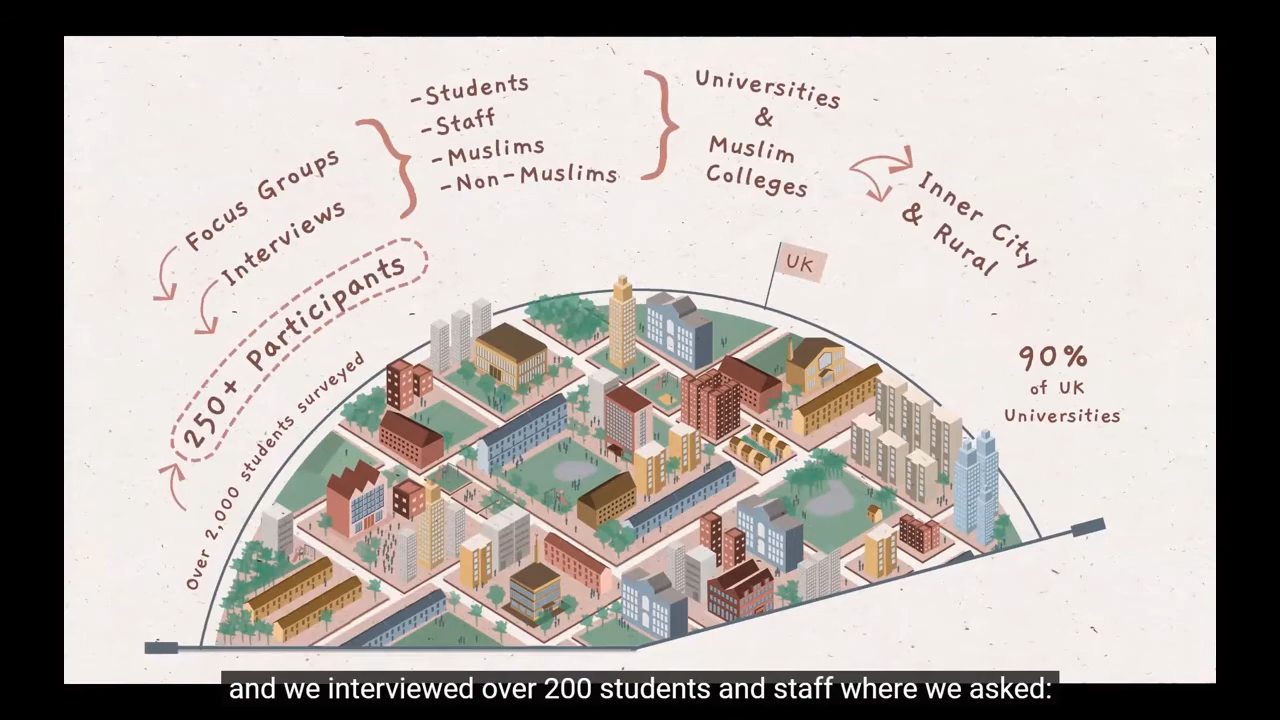 Focus Groups
Interviews
250+ Participants
Over 2,000 students surveyed
-Students
-Staff
-Muslims
-Non-Muslims
Universities
&
Muslim
Colleges
Inner City
& Rural
UK
90%
of UK
Universities
and we interviewed over 200 students and staff where we asked: